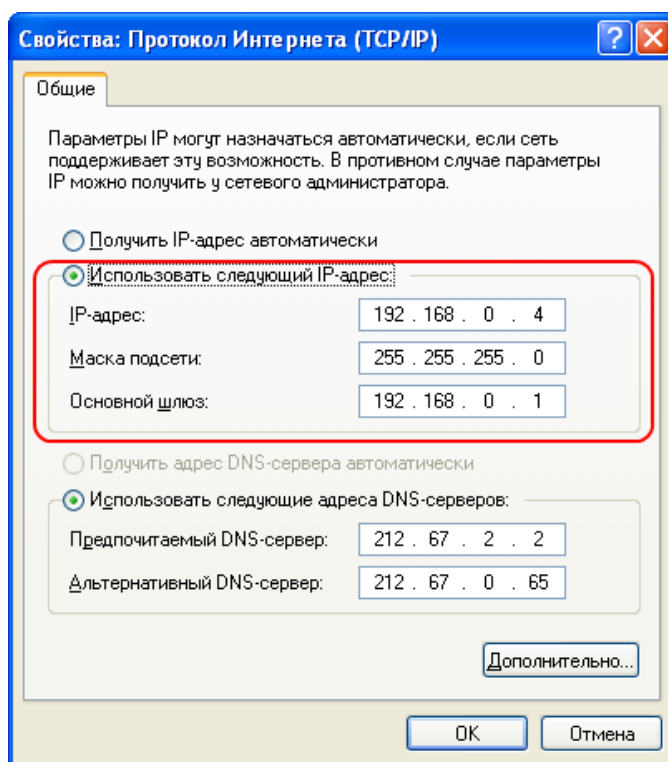 Свойства: Протокол Интернета (TCP/IP)
Общие
Параметры IP могут назначаться автоматически, если сеть
поддерживает эту возможность. В противном случае параметры
IP можно получить у сетевого администратора.
Получить IP-адрес автоматически
Использовать следующий IP-адрес:
IP-адрес: 192 . 168 . 0 . 4
Маска подсети: 255 . 255 . 255 . 0
Основной шлюз: 192 . 168 . 0 . 1
Получить адрес DNS-сервера автоматически
Использовать следующие адреса DNS-серверов:
Предпочитаемый DNS-сервер: 212 . 67 . 2 . 2
Альтернативный DNS-сервер: 212 . 67 . 0 . 65
Дополнительно...
OK Отмена